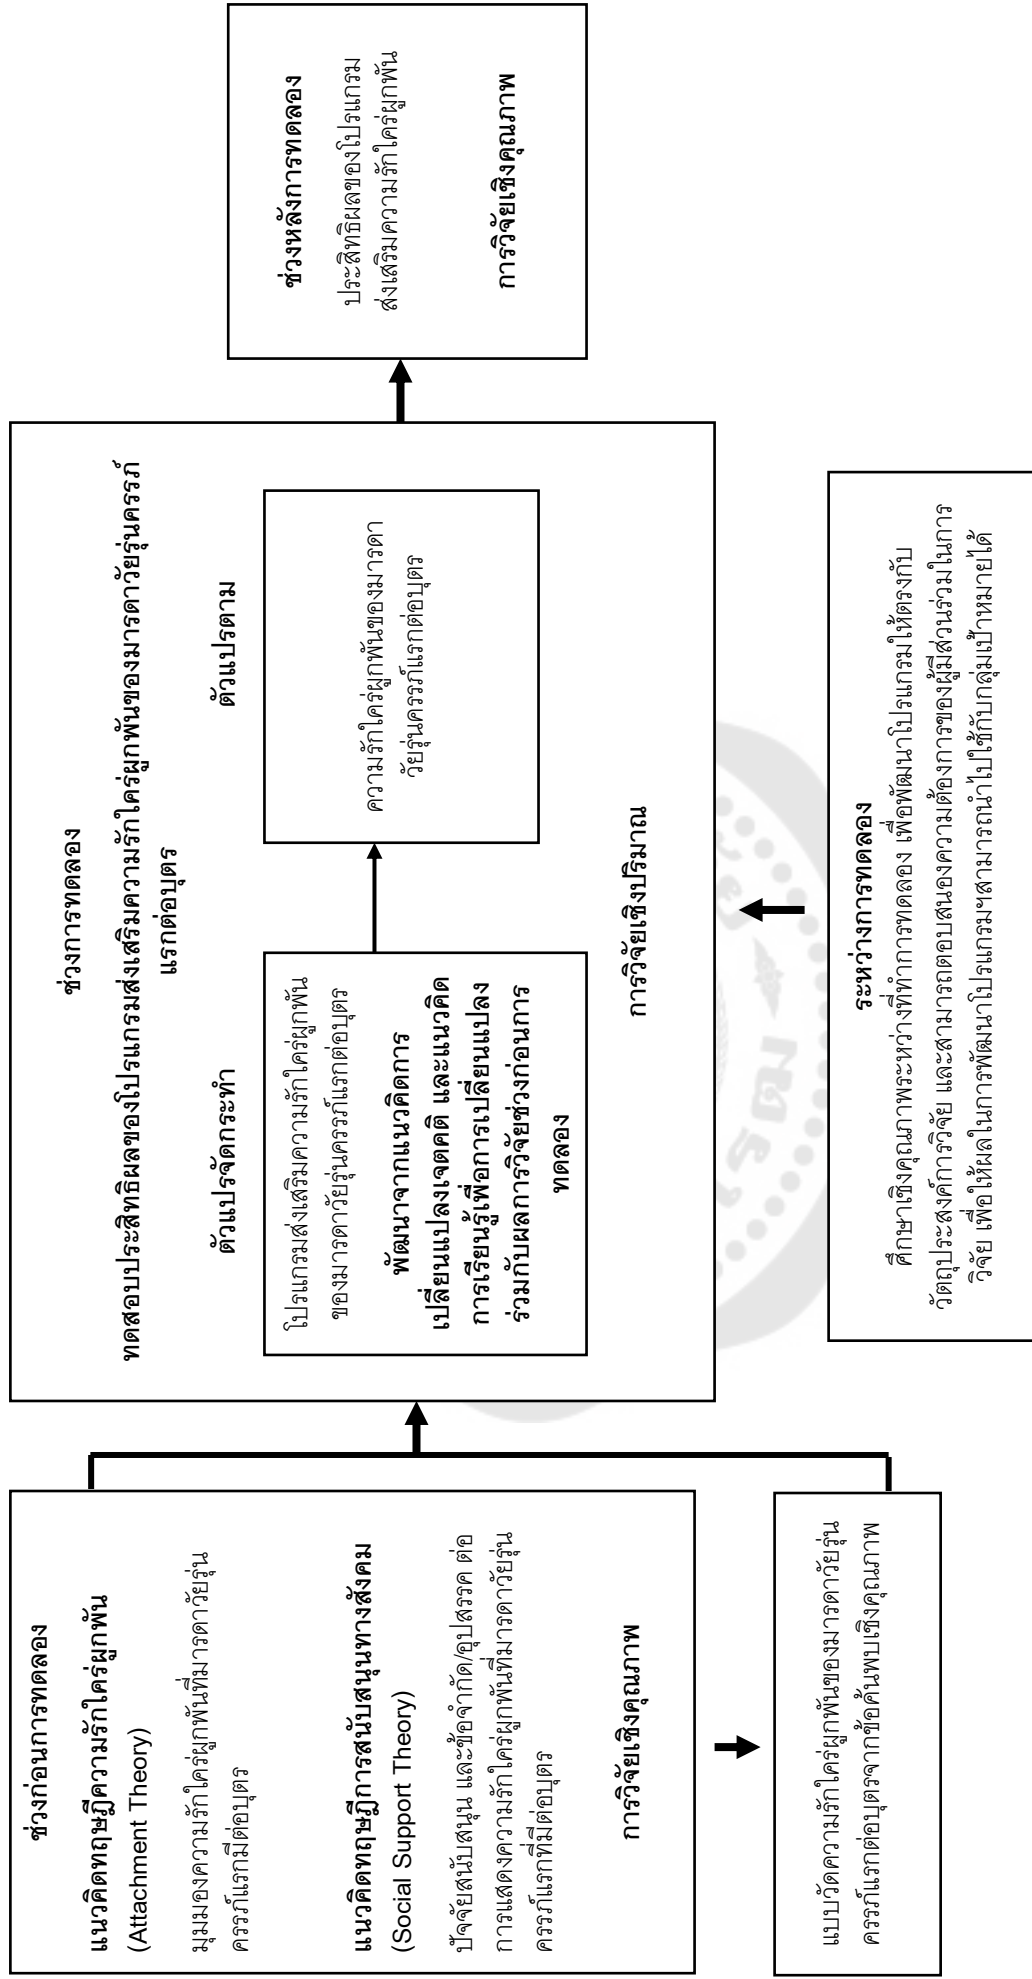 ช่วงก่อนการทดลอง
แนวคิดทฤษฎีความรักใคร่ผูกพัน
(Attachment Theory)
มุมมองความรักใคร่ผูกพันที่มารดาวัยรุ่น
ครรภ์แรกมีต่อบุตร
แนวคิดทฤษฎีการสนับสนุนทางสังคม
(Social Support Theory)
ปัจจัยสนับสนุน และข้อจำกัด/อุปสรรค ต่อ
การแสดงความรักใคร่ผูกพันที่มารดาวัยรุ่น
ครรภ์แรกที่มีต่อบุตร
การวิจัยเชิงคุณภาพ
แบบวัดความรักใคร่ผูกพันของมารดาวัยรุ่น
ครรภ์แรกต่อบุตรจากข้อค้นพบเชิงคุณภาพ
ช่วงการทดลอง
ทดสอบประสิทธิผลของโปรแกรมส่งเสริมความรักใคร่ผูกพันของมารดาวัยรุ่นครรภ์
แรกต่อบุตร
ตัวแปรจัดกระทำ
โปรแกรมส่งเสริมความรักใคร่ผูกพัน
ของมารดาวัยรุ่นครรภ์แรกต่อบุตร
พัฒนาจากแนวคิดการ
เปลี่ยนแปลงเจตคติ และแนวคิด
การเรียนรู้เพื่อการเปลี่ยนแปลง
ร่วมกับผลการวิจัยช่วงก่อนการ
ทดลอง
ตัวแปรตาม
ความรักใคร่ผูกพันของมารดา
วัยรุ่นครรภ์แรกต่อบุตร
การวิจัยเชิงปริมาณ
ระหว่างการทดลอง
ศึกษาเชิงคุณภาพระหว่างที่ทำการทดลอง เพื่อพัฒนาโปรแกรมให้ตรงกับ
วัตถุประสงค์การวิจัย และสามารถตอบสนองความต้องการของผู้มีส่วนร่วมในการ
วิจัย เพื่อให้ผลในการพัฒนาโปรแกรมฯสามารถนำไปใช้กับกลุ่มเป้าหมายได้
ช่วงหลังการทดลอง
ประสิทธิผลของโปรแกรม
ส่งเสริมความรักใคร่ผูกพัน
การวิจัยเชิงคุณภาพ